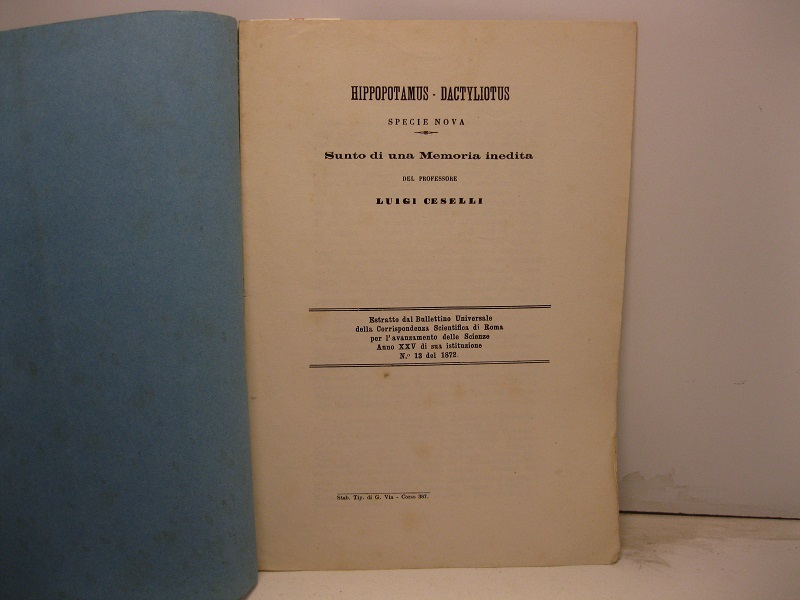 HIPPOPOTAMUS - DACTYLIOTUS
SPECIE NOVA
Sunto di una Memoria inedita
DEL PROFESSORE
LUIGI CESELLI
Estratto dal Bullettino Universale
della Corrispondenza Scientifica di Roma
per l'avanzamento delle Scienze
Anno XXV di sua istituzione
N.º 13 del 1872.
Stab. Tip. di G. Via - Corso 387.